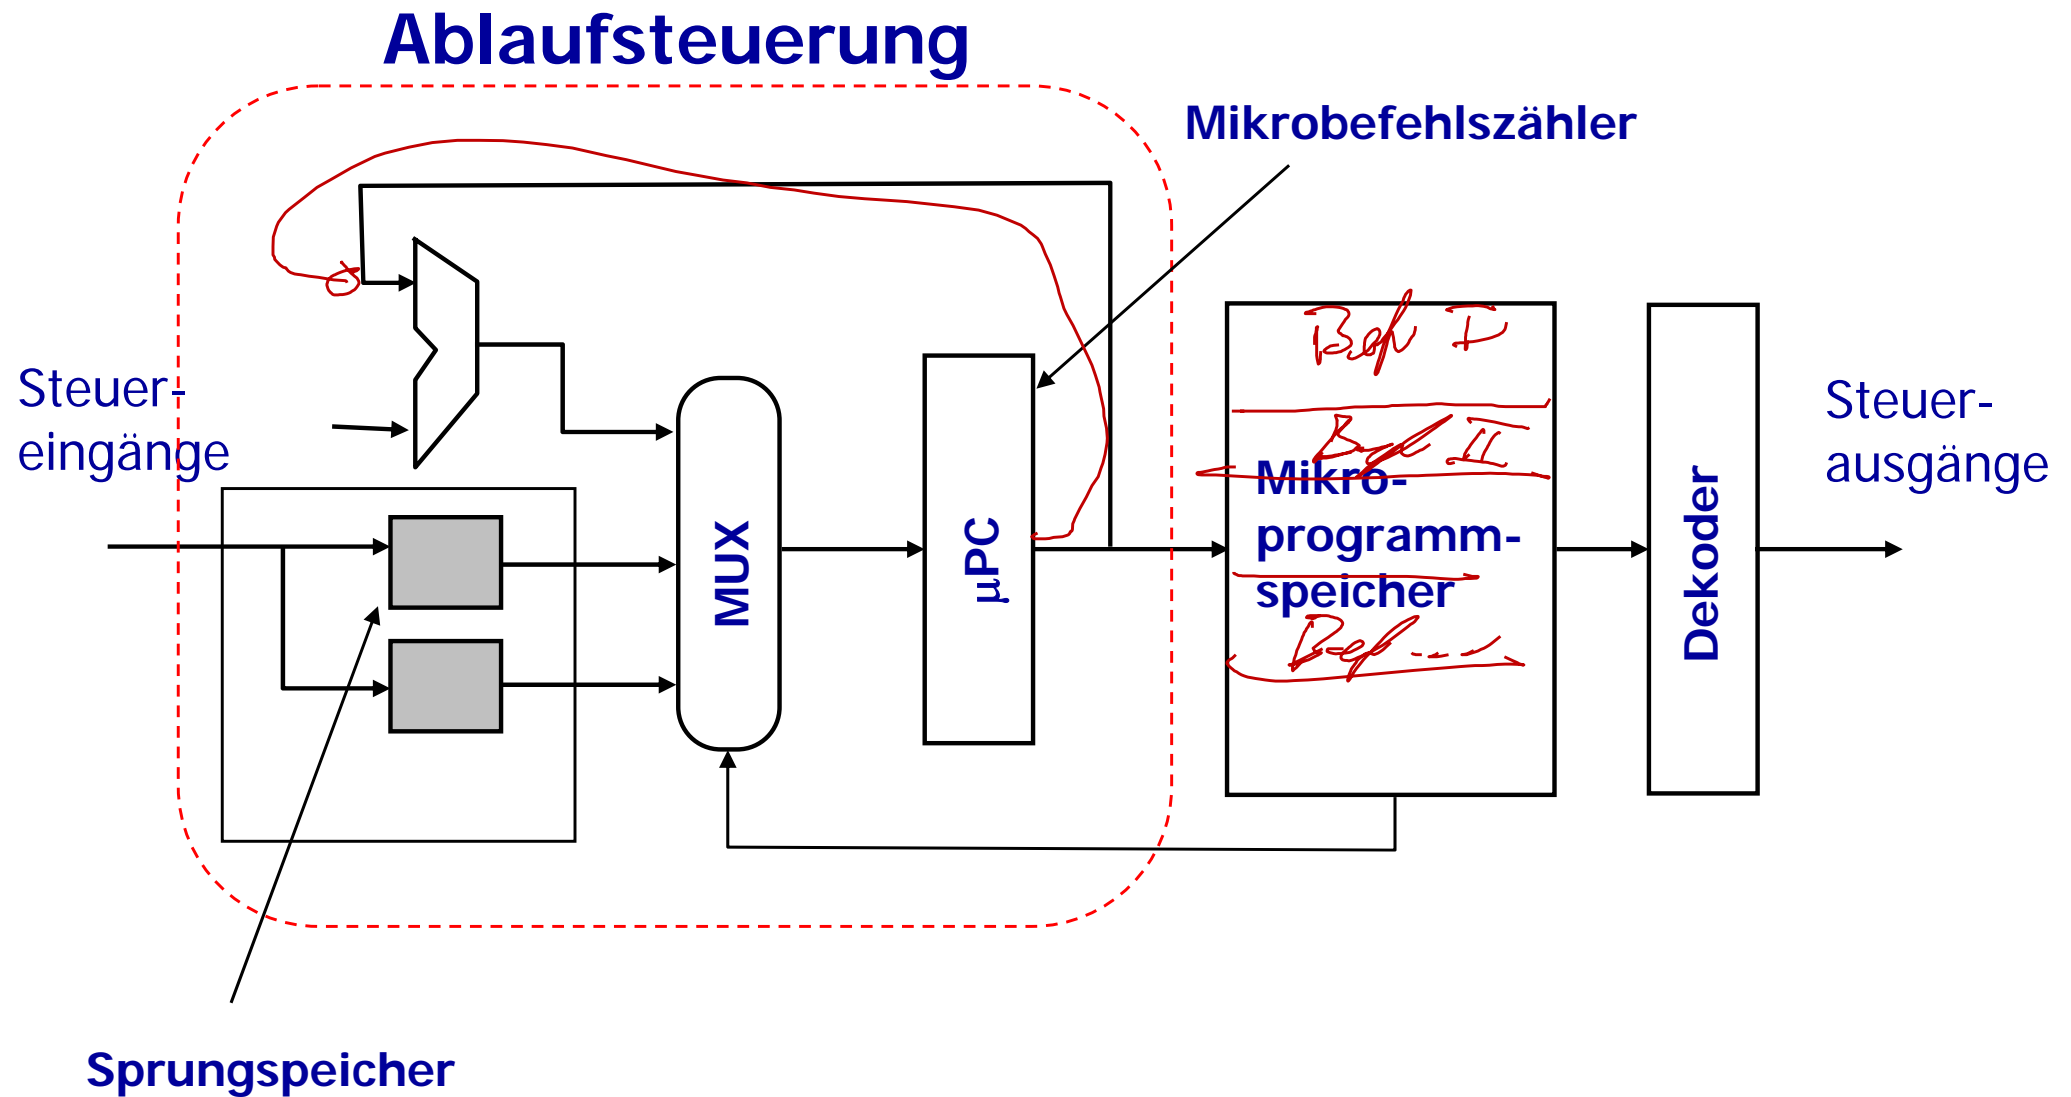 Ablaufsteuerung
Mikrobefehlszähler
Steuer-
eingänge
MUX
µPC
Bef I
Bef II
Mikro-
programm-
speicher
Bef ....
Dekoder
Steuer-
ausgänge
Sprungspeicher